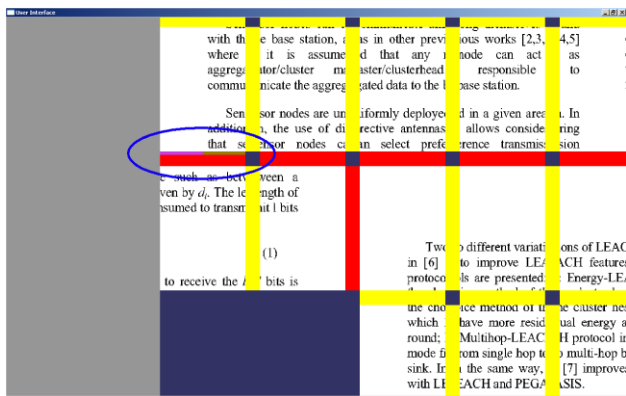 User Interface
with the base station, as in other previous works [2,3,4,5]
where it is assumed that any node can act as
aggregator/cluster master/clusterhead responsible to
communicate the aggregated data to the base station.
Sensor nodes are uniformly deployed in a given area. In
addition, the use of directive antennas allows considering
that sensor nodes can select preference transmission
e such as between a
ven by dᵢ. The length of
nsumed to transmit l bits
(1)
to receive the bits is
Two different variations of LEAC
in [6] to improve LEACH features
protocols are presented: Energy-LEA
the choice method of the cluster hea
which have more residual energy a
round; Multihop-LEACH protocol in
mode from single hop to multi-hop b
sink. In the same way, [7] improves
with LEACH and PEGASIS.